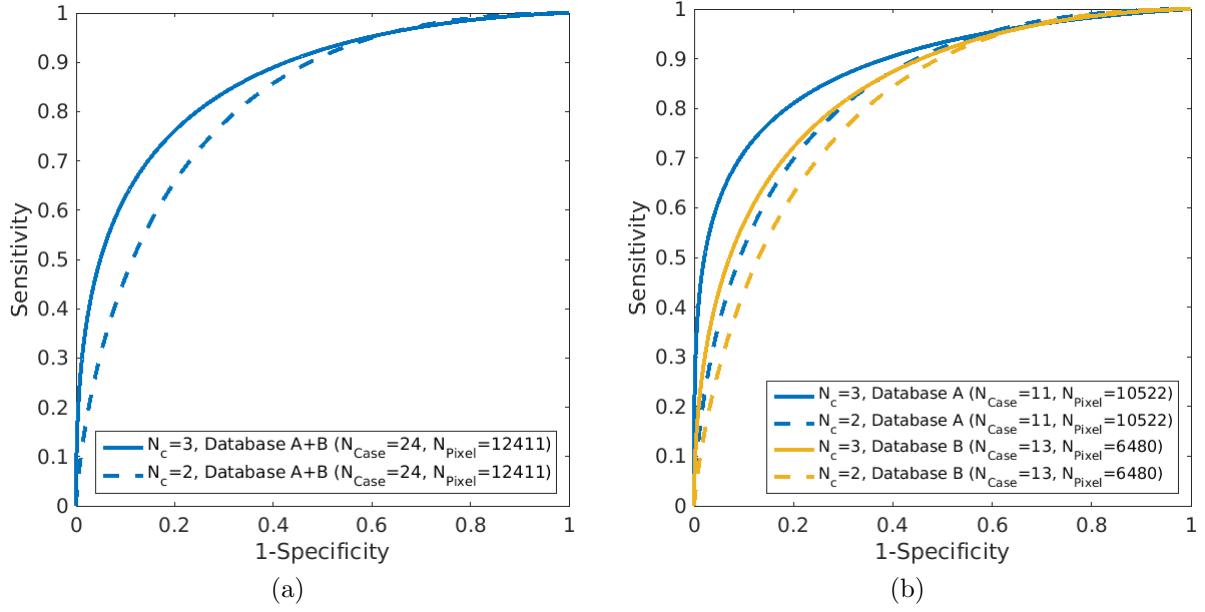 1
0.9
0.8
0.7
0.6
0.5
0.4
0.3
0.2
0.1
0
Sensitivity
0 0.2 0.4 0.6 0.8 1
1-Specificity
N_c=3, Database A+B (N_Case=24, N_Pixel=12411)
N_c=2, Database A+B (N_Case=24, N_Pixel=12411)
(a)
1
0.9
0.8
0.7
0.6
0.5
0.4
0.3
0.2
0.1
0
Sensitivity
0 0.2 0.4 0.6 0.8 1
1-Specificity
N_c=3, Database A (N_Case=11, N_Pixel=10522)
N_c=2, Database A (N_Case=11, N_Pixel=10522)
N_c=3, Database B (N_Case=13, N_Pixel=6480)
N_c=2, Database B (N_Case=13, N_Pixel=6480)
(b)